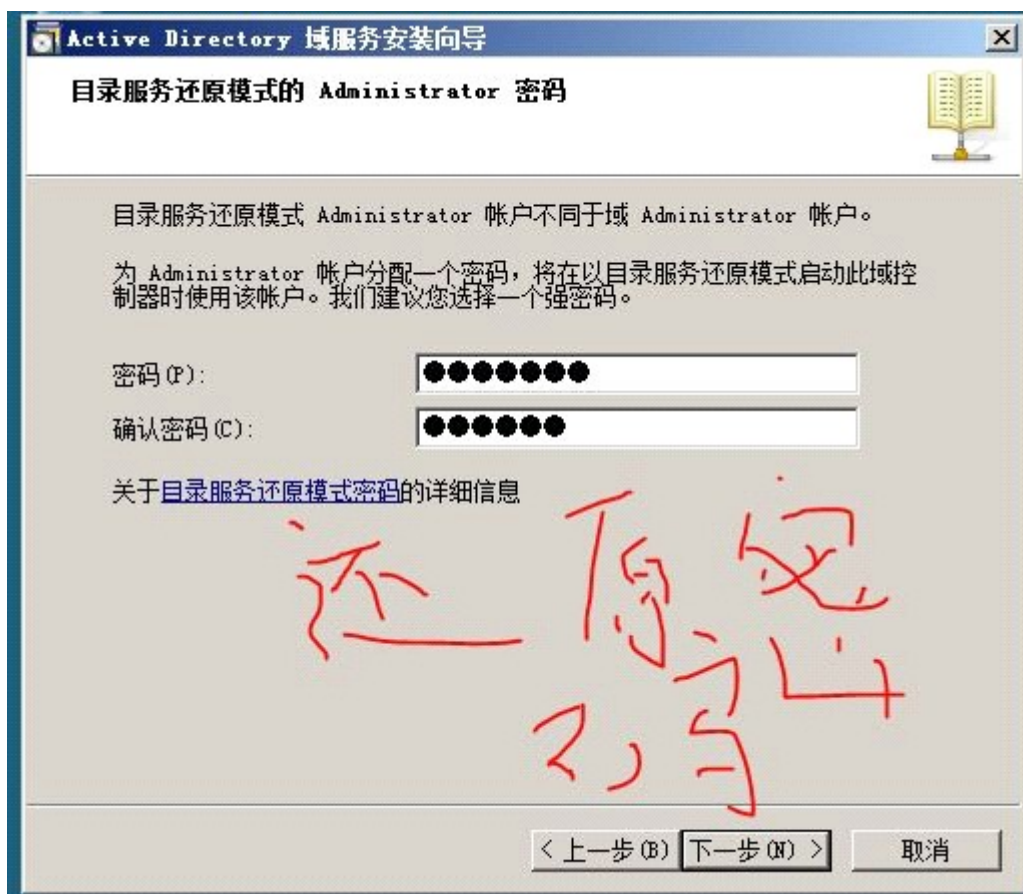 Active Directory 域服务安装向导
目录服务还原模式的 Administrator 密码
目录服务还原模式 Administrator 帐户不同于域 Administrator 帐户。
为 Administrator 帐户分配一个密码，将在以目录服务还原模式启动此域控
制器时使用该帐户。我们建议您选择一个强密码。
密码(P):
●●●●●●●
确认密码(C):
●●●●●●
关于目录服务还原模式密码的详细信息
还原密
码
< 上一步(B)
下一步(N) >
取消